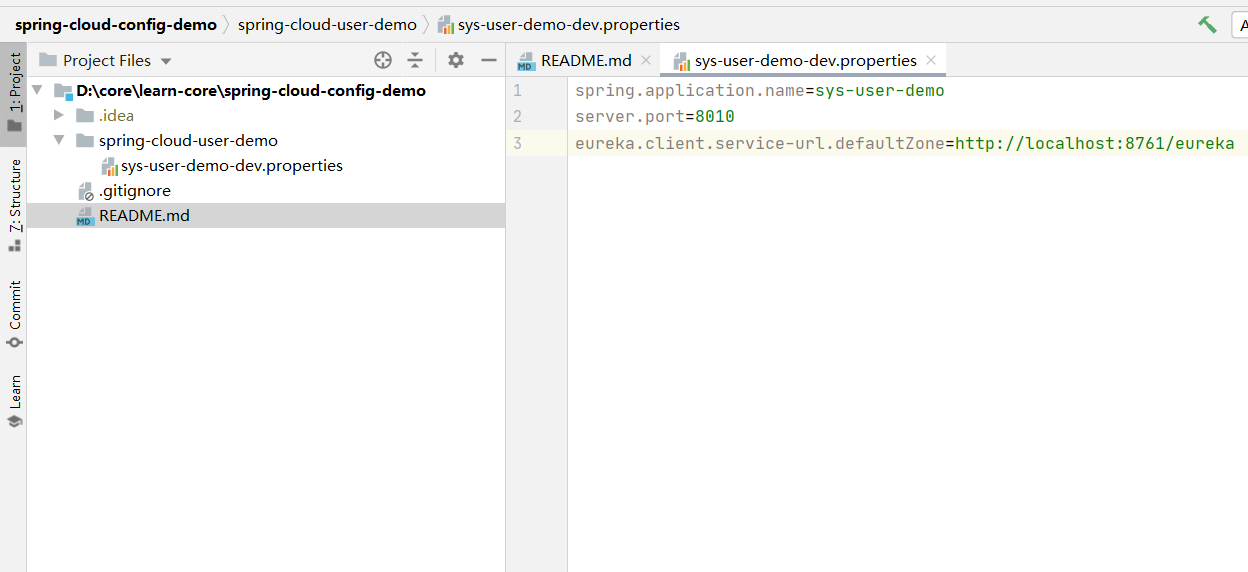 spring-cloud-config-demo spring-cloud-user-demo sys-user-demo-dev.properties A
1: Project
Z: Structure
Commit
Learn
Project Files
D:\core\learn-core\spring-cloud-config-demo
.idea
spring-cloud-user-demo
sys-user-demo-dev.properties
.gitignore
MD README.md
MD README.md sys-user-demo-dev.properties
1 spring.application.name=sys-user-demo
2 server.port=8010
3 eureka.client.service-url.defaultZone=http://localhost:8761/eureka